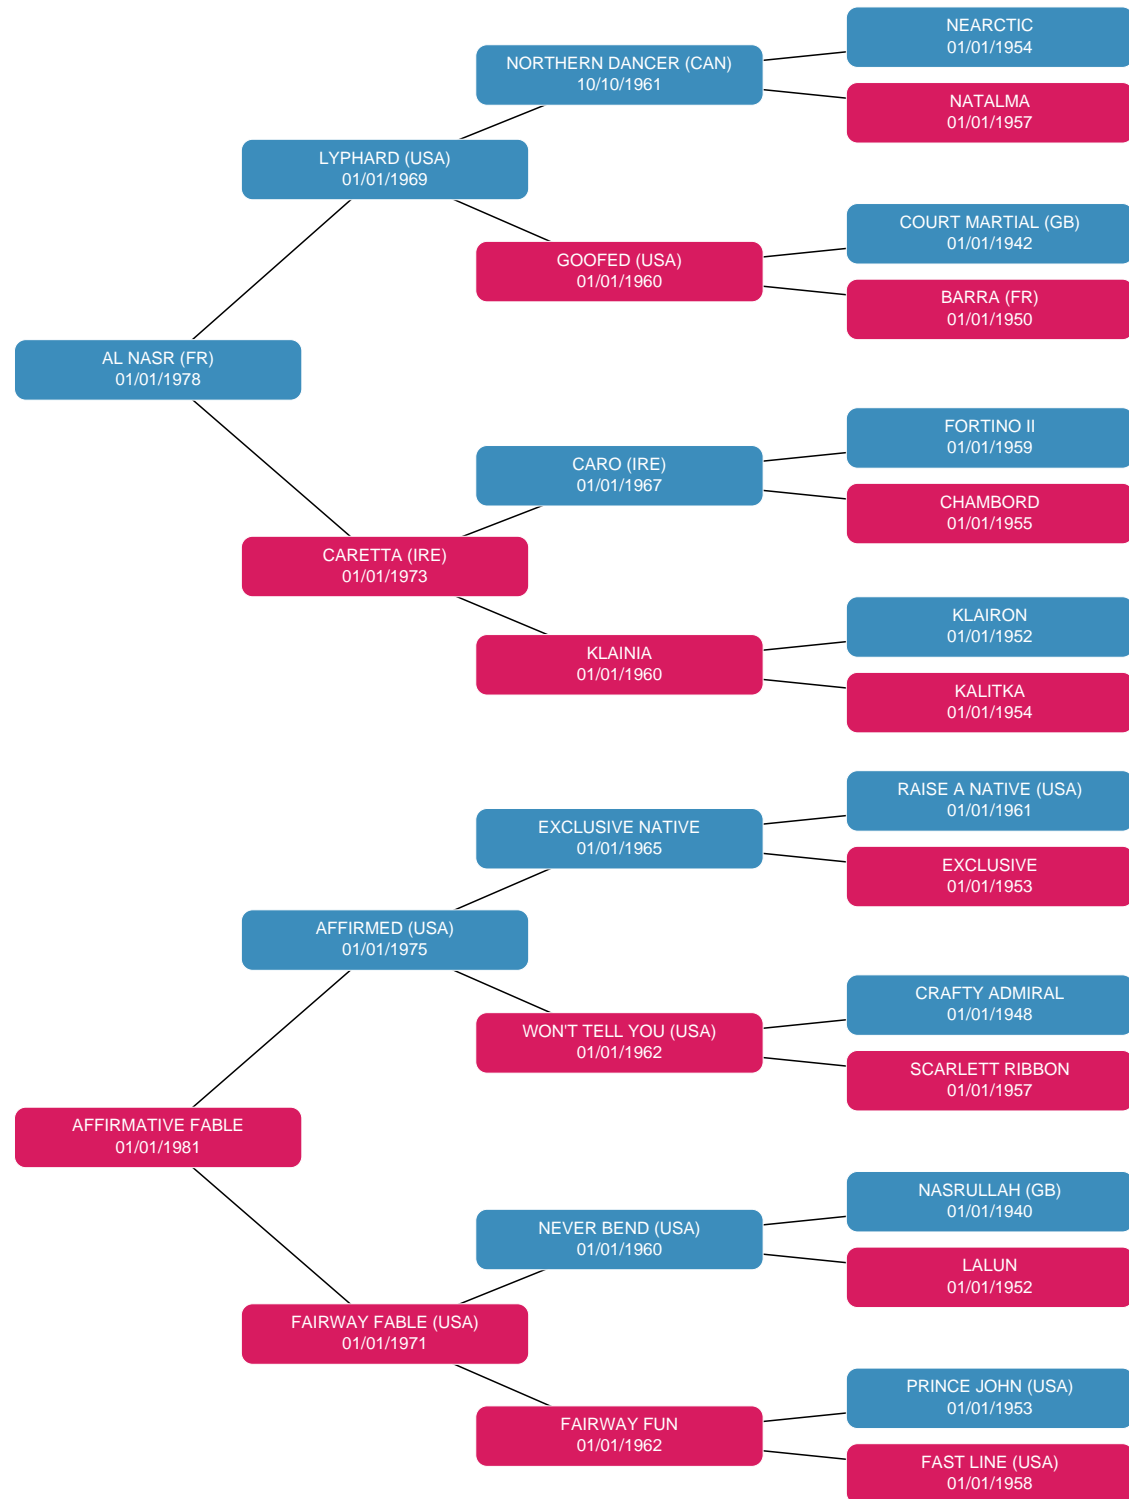 NEARCTIC
01/01/1954
NORTHERN DANCER (CAN)
10/10/1961
NATALMA
01/01/1957
LYPHARD (USA)
01/01/1969
COURT MARTIAL (GB)
01/01/1942
GOOFED (USA)
01/01/1960
BARRA (FR)
01/01/1950
AL NASR (FR)
01/01/1978
FORTINO II
01/01/1959
CARO (IRE)
01/01/1967
CHAMBORD
01/01/1955
CARETTA (IRE)
01/01/1973
KLAIRON
01/01/1952
KLAINIA
01/01/1960
KALITKA
01/01/1954
RAISE A NATIVE (USA)
01/01/1961
EXCLUSIVE NATIVE
01/01/1965
EXCLUSIVE
01/01/1953
AFFIRMED (USA)
01/01/1975
CRAFTY ADMIRAL
01/01/1948
WON'T TELL YOU (USA)
01/01/1962
SCARLETT RIBBON
01/01/1957
AFFIRMATIVE FABLE
01/01/1981
NASRULLAH (GB)
01/01/1940
NEVER BEND (USA)
01/01/1960
LALUN
01/01/1952
FAIRWAY FABLE (USA)
01/01/1971
PRINCE JOHN (USA)
01/01/1953
FAIRWAY FUN
01/01/1962
FAST LINE (USA)
01/01/1958